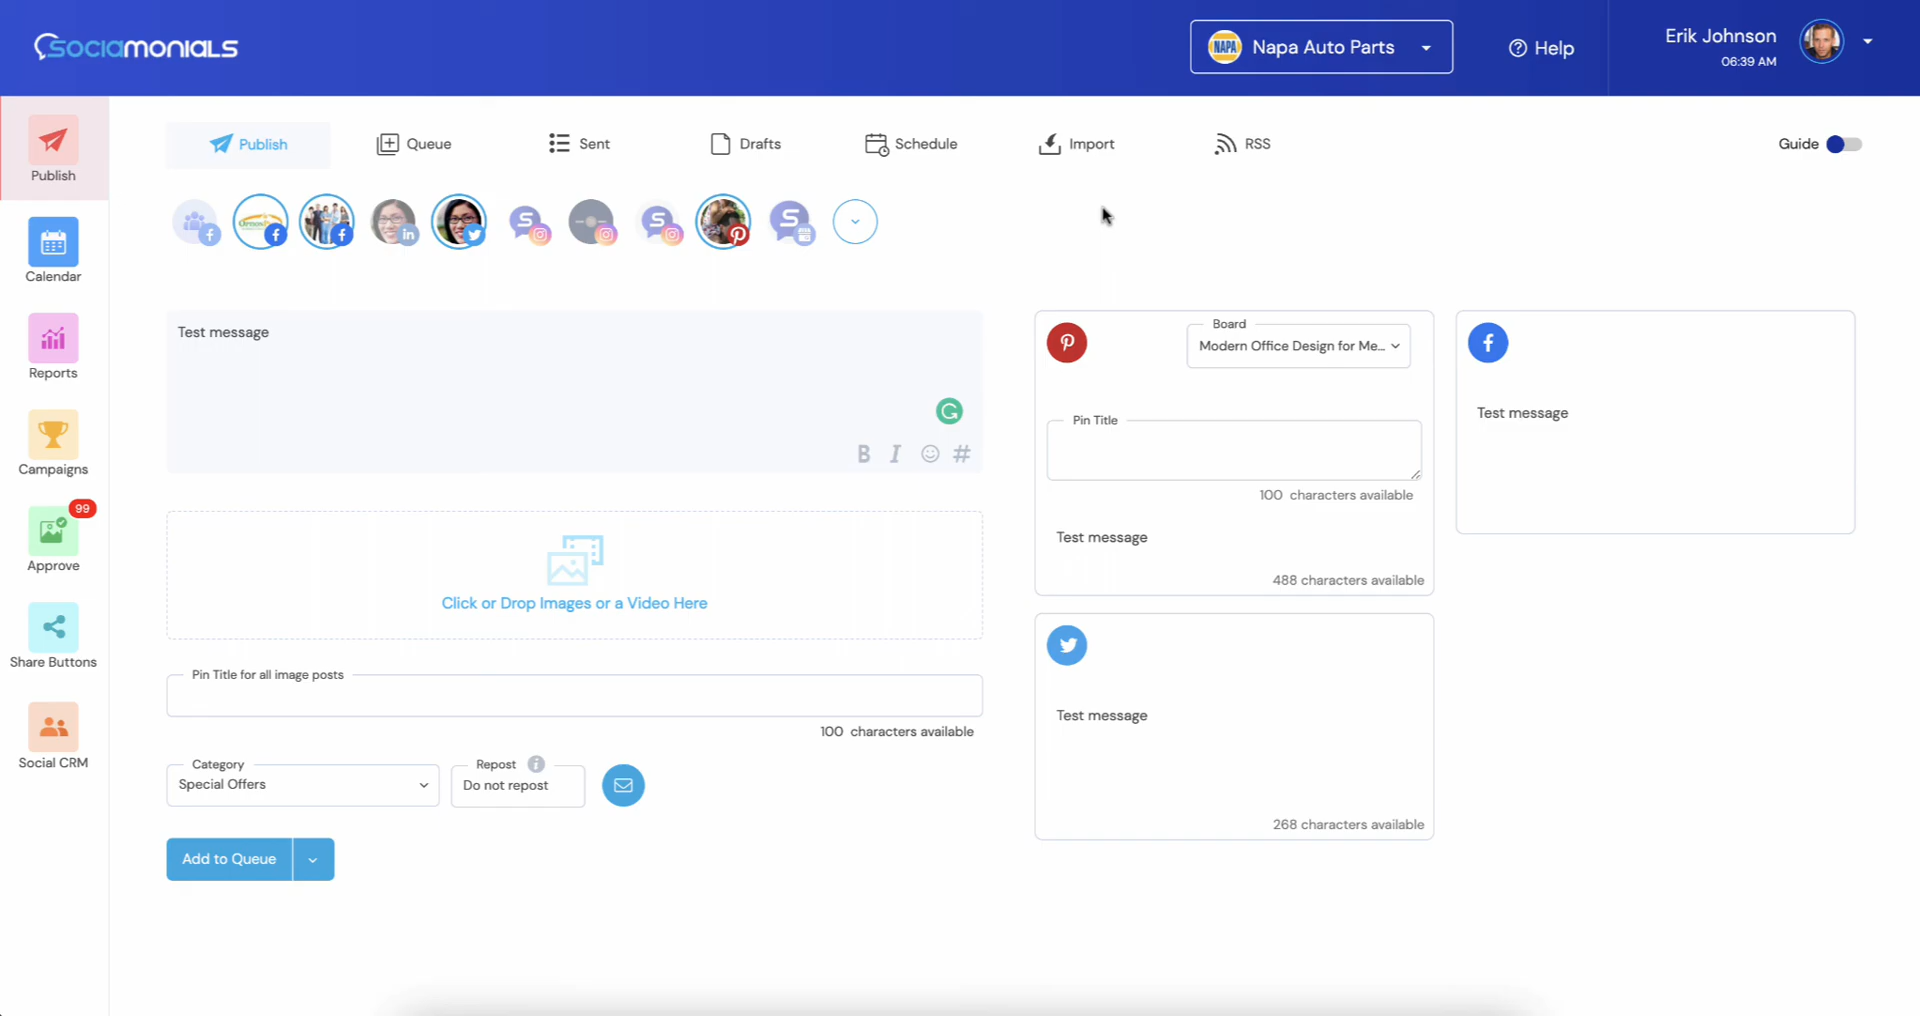 SOCIAMONIALS
NAPA
Napa Auto Parts
Help
Erik Johnson
06:39 AM
Publish
Queue
Sent
Drafts
Schedule
Import
RSS
Guide
Publish
Calendar
Reports
Campaigns
99
Approve
Share Buttons
Social CRM
Test message
B I #
Click or Drop Images or a Video Here
Pin Title for all image posts
100 characters available
Category
Special Offers
Repost
Do not repost
Add to Queue
Board
Modern Office Design for Me...
Pin Title
100 characters available
Test message
488 characters available
Test message
268 characters available
Test message